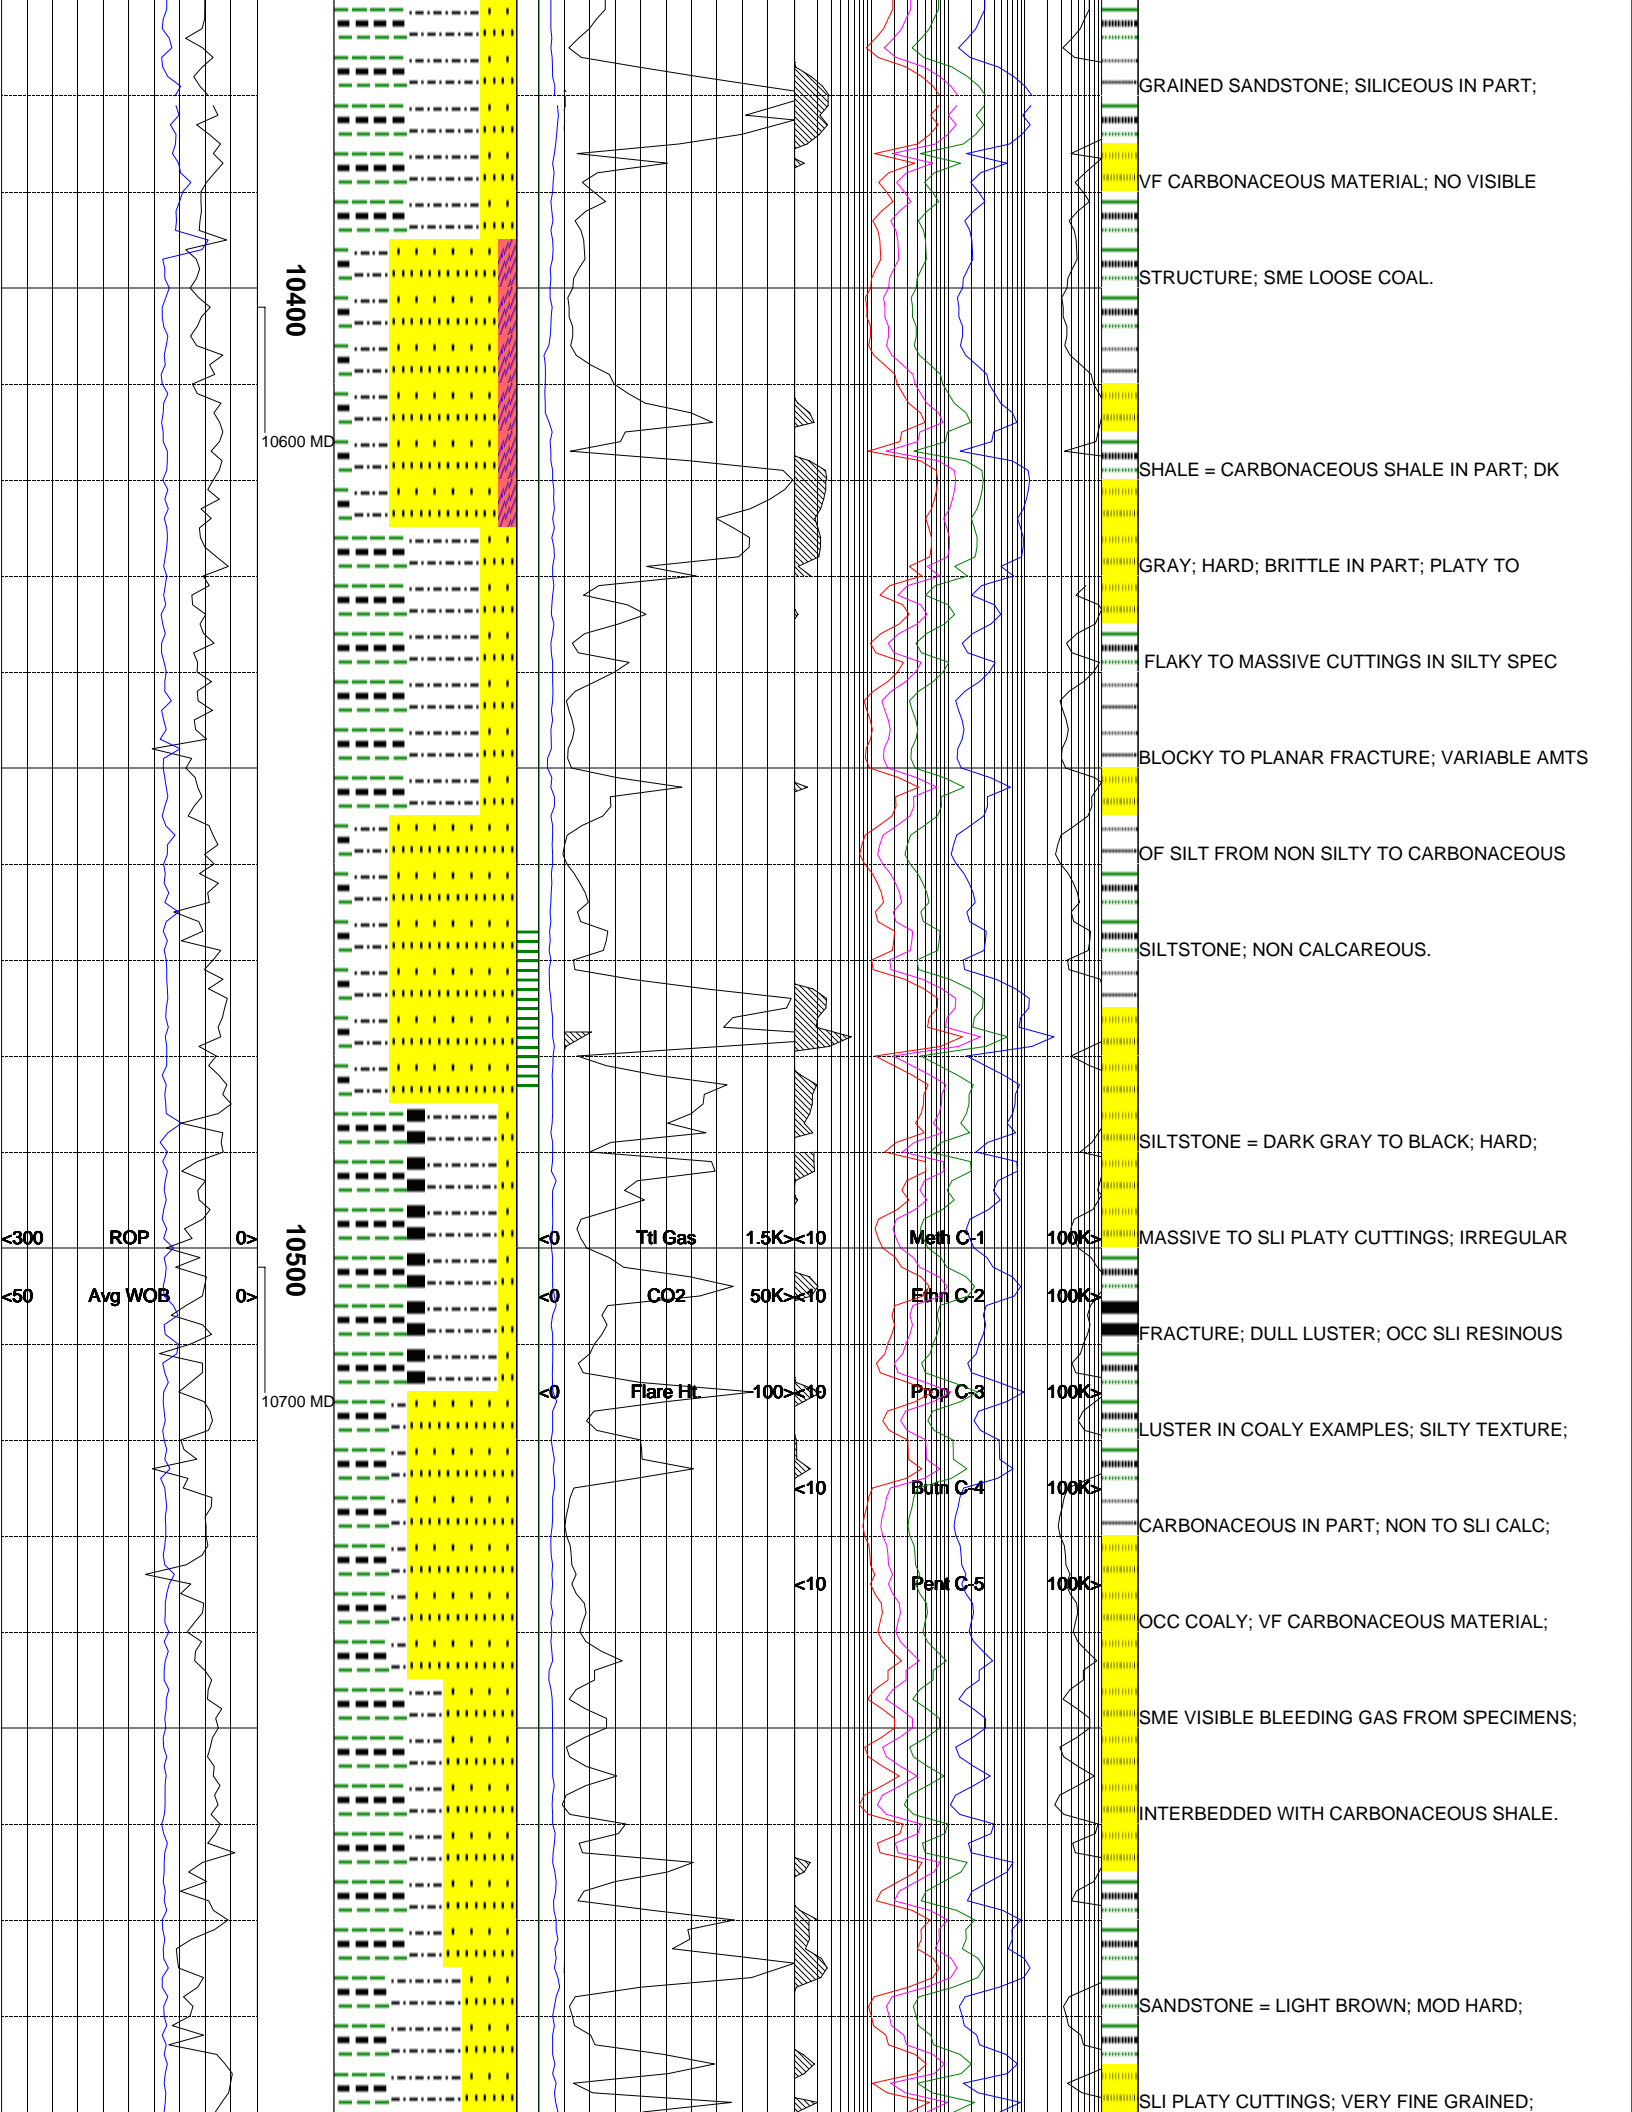 GRAINED SANDSTONE; SILICEOUS IN PART;
VF CARBONACEOUS MATERIAL; NO VISIBLE
STRUCTURE; SME LOOSE COAL.
10400
10600 MD
SHALE = CARBONACEOUS SHALE IN PART; DK
GRAY; HARD; BRITTLE IN PART; PLATY TO
FLAKY TO MASSIVE CUTTINGS IN SILTY SPEC
BLOCKY TO PLANAR FRACTURE; VARIABLE AMTS
OF SILT FROM NON SILTY TO CARBONACEOUS
SILTSTONE; NON CALCAREOUS.
SILTSTONE = DARK GRAY TO BLACK; HARD;
<300 ROP 0> 10500 <0 Ttl Gas 1.5K> <10 Meth C-1 100K> MASSIVE TO SLI PLATY CUTTINGS; IRREGULAR
<50 Avg WOB 0> <0 CO2 50K> <10 Ethn C-2 100K>
FRACTURE; DULL LUSTER; OCC SLI RESINOUS
10700 MD <0 Flare Ht. 100> <10 Prop C-3 100K>
LUSTER IN COALY EXAMPLES; SILTY TEXTURE;
<10 Butn C-4 100K>
CARBONACEOUS IN PART; NON TO SLI CALC;
<10 Pent C-5 100K>
OCC COALY; VF CARBONACEOUS MATERIAL;
SME VISIBLE BLEEDING GAS FROM SPECIMENS;
INTERBEDDED WITH CARBONACEOUS SHALE.
SANDSTONE = LIGHT BROWN; MOD HARD;
SLI PLATY CUTTINGS; VERY FINE GRAINED;